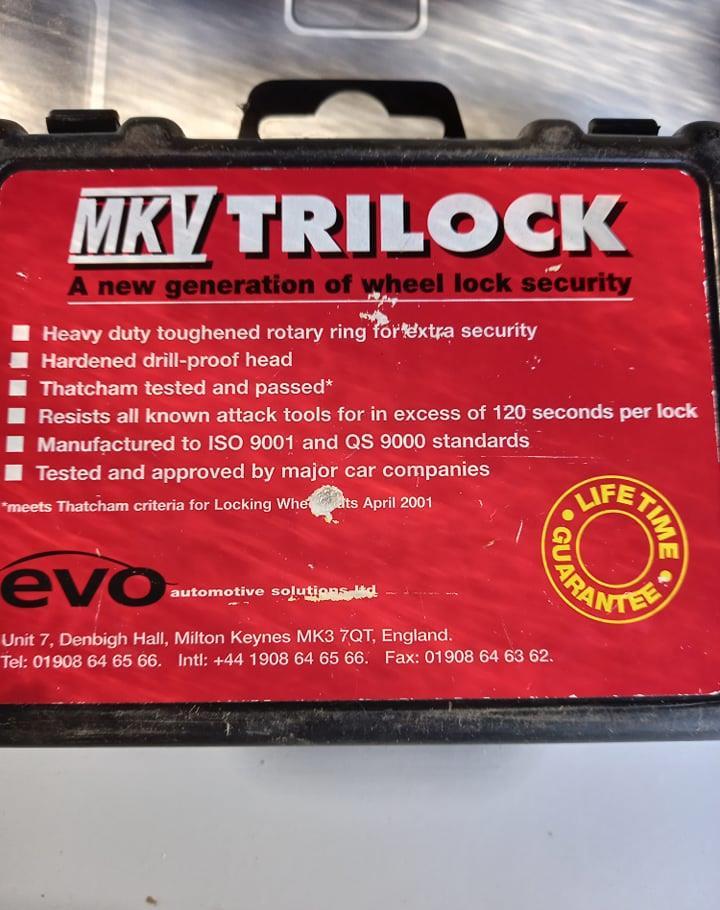 MKV TRILOCK
A new generation of wheel lock security
Heavy duty toughened rotary ring for extra security
Hardened drill-proof head
Thatcham tested and passed*
Resists all known attack tools for in excess of 120 seconds per lock
Manufactured to ISO 9001 and QS 9000 standards
Tested and approved by major car companies
*meets Thatcham criteria for Locking April 2001
LIFETIME GUARANTEE
evo automotive solutions ltd
Unit 7, Denbigh Hall, Milton Keynes MK3 7QT, England.
Tel: 01908 64 65 66. Intl: +44 1908 64 65 66. Fax: 01908 64 63 62.